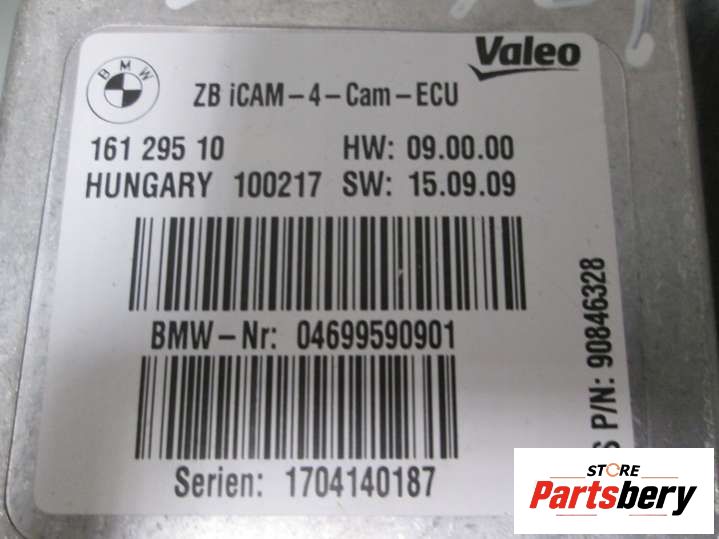 BMW
Valeo
ZB iCAM-4-Cam-ECU
161 295 10 HW: 09.00.00
HUNGARY 100217 SW: 15.09.09
BMW-Nr: 04699590901
Serien: 1704140187
S P/N: 90846328
STORE
Partsbery